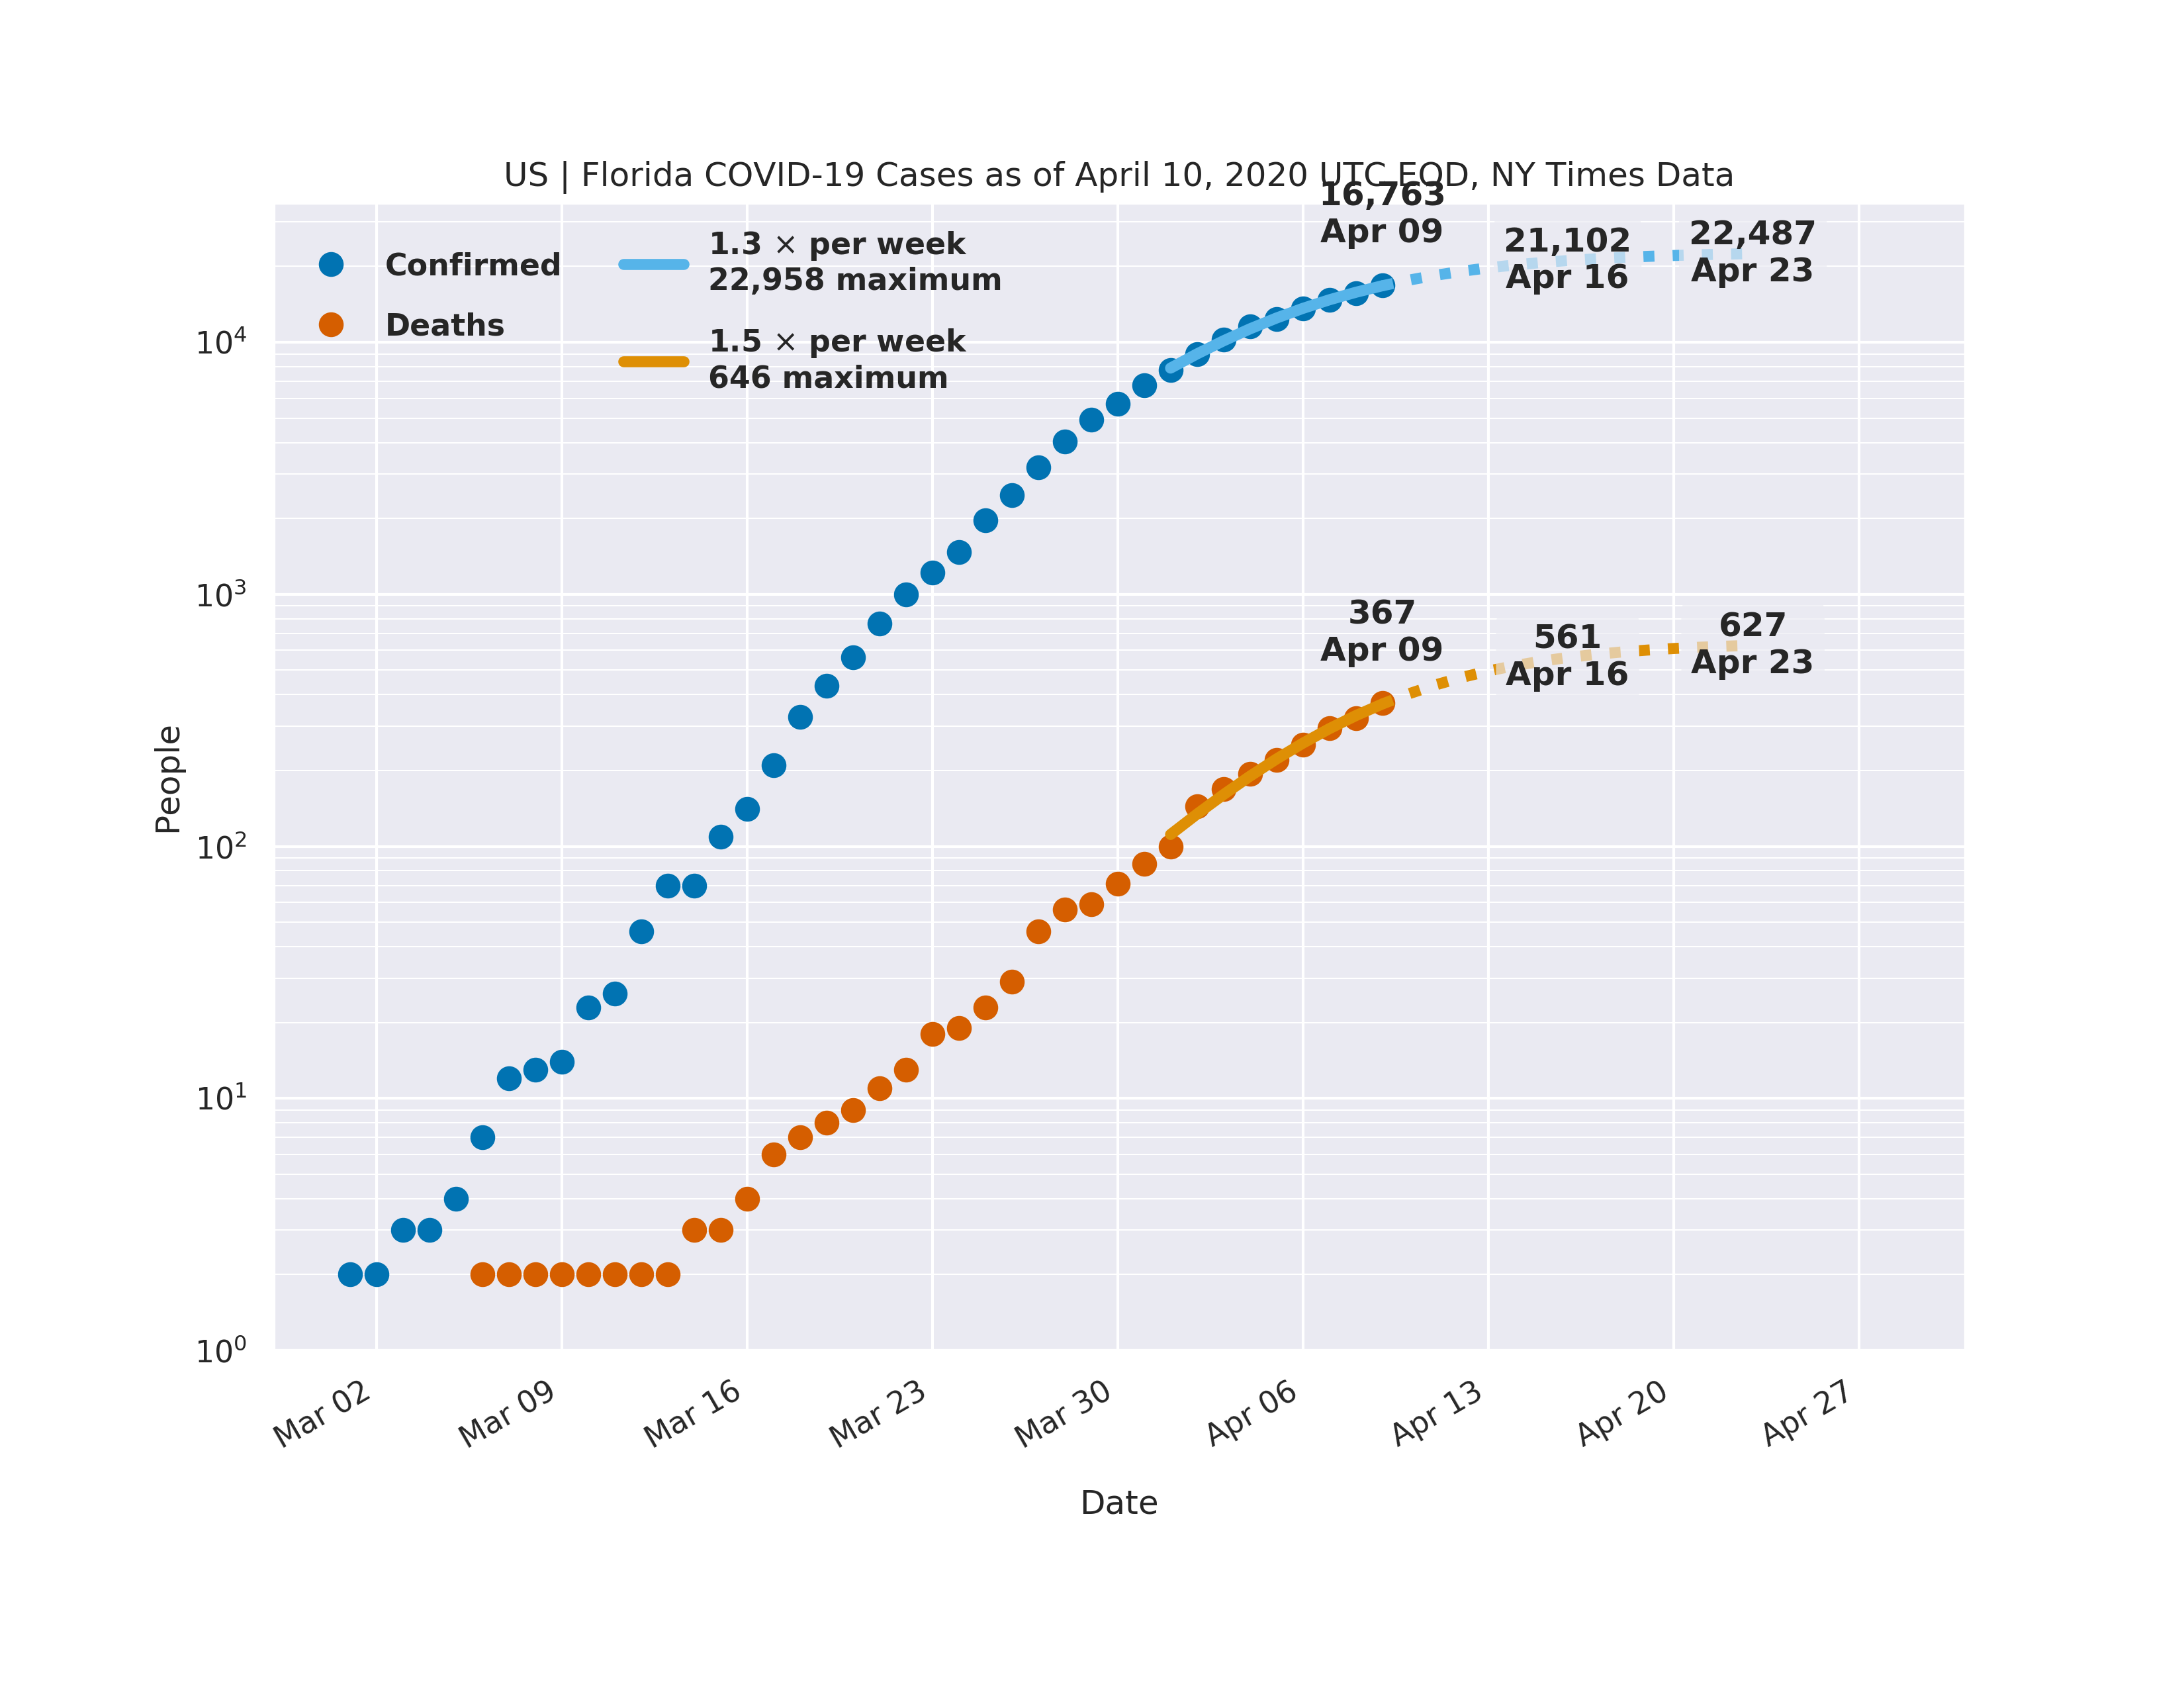 US | Florida COVID-19 Cases as of April 10, 2020 UTC EOD, NY Times Data
16,763
Apr 09
21,102
Apr 16
22,487
Apr 23
Confirmed
Deaths
1.3 × per week
22,958 maximum
1.5 × per week
646 maximum
367
Apr 09
561
Apr 16
627
Apr 23
People
10⁴
10³
10²
10¹
10⁰
Mar 02
Mar 09
Mar 16
Mar 23
Mar 30
Apr 06
Apr 13
Apr 20
Apr 27
Date